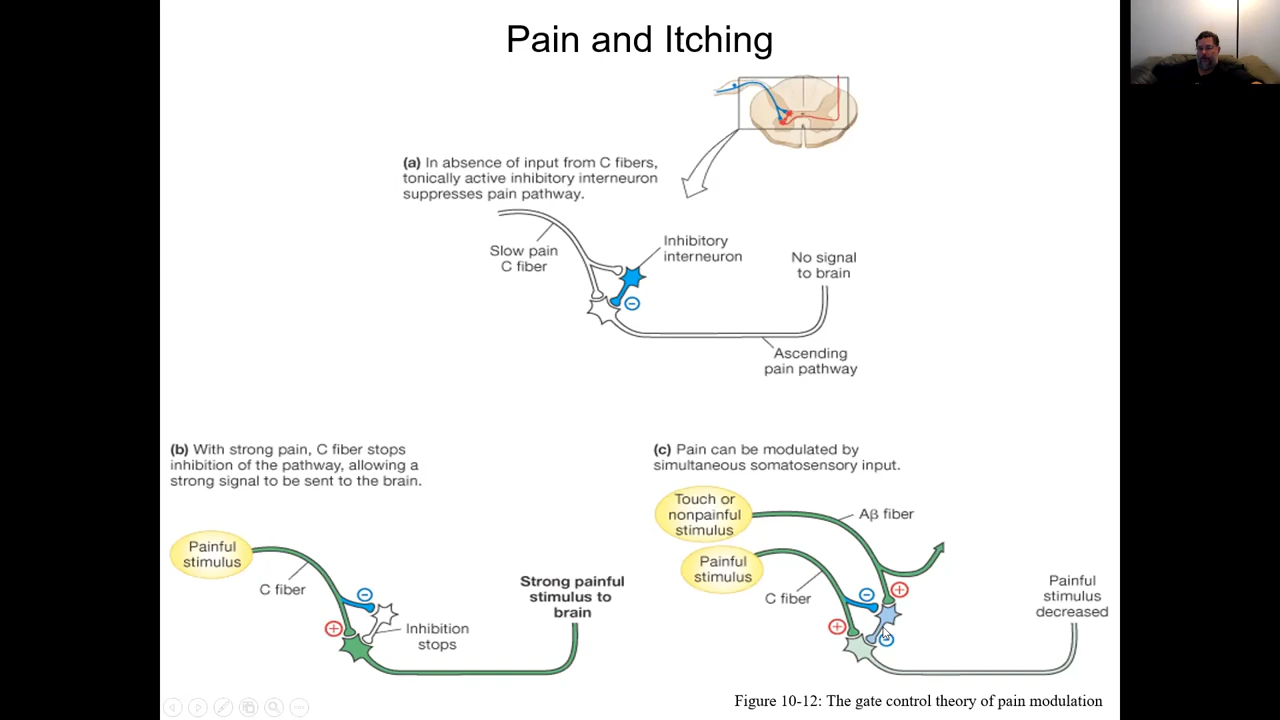 Pain and Itching
(a) In absence of input from C fibers,
tonically active inhibitory interneuron
suppresses pain pathway.
Slow pain
C fiber
Inhibitory
interneuron
No signal
to brain
−
Ascending
pain pathway
(b) With strong pain, C fiber stops
inhibition of the pathway, allowing a
strong signal to be sent to the brain.
Painful
stimulus
C fiber
−
+
Inhibition
stops
Strong painful
stimulus to
brain
(c) Pain can be modulated by
simultaneous somatosensory input.
Touch or
nonpainful
stimulus
Aβ fiber
Painful
stimulus
C fiber
−
+
+
−
Painful
stimulus
decreased
Figure 10-12: The gate control theory of pain modulation